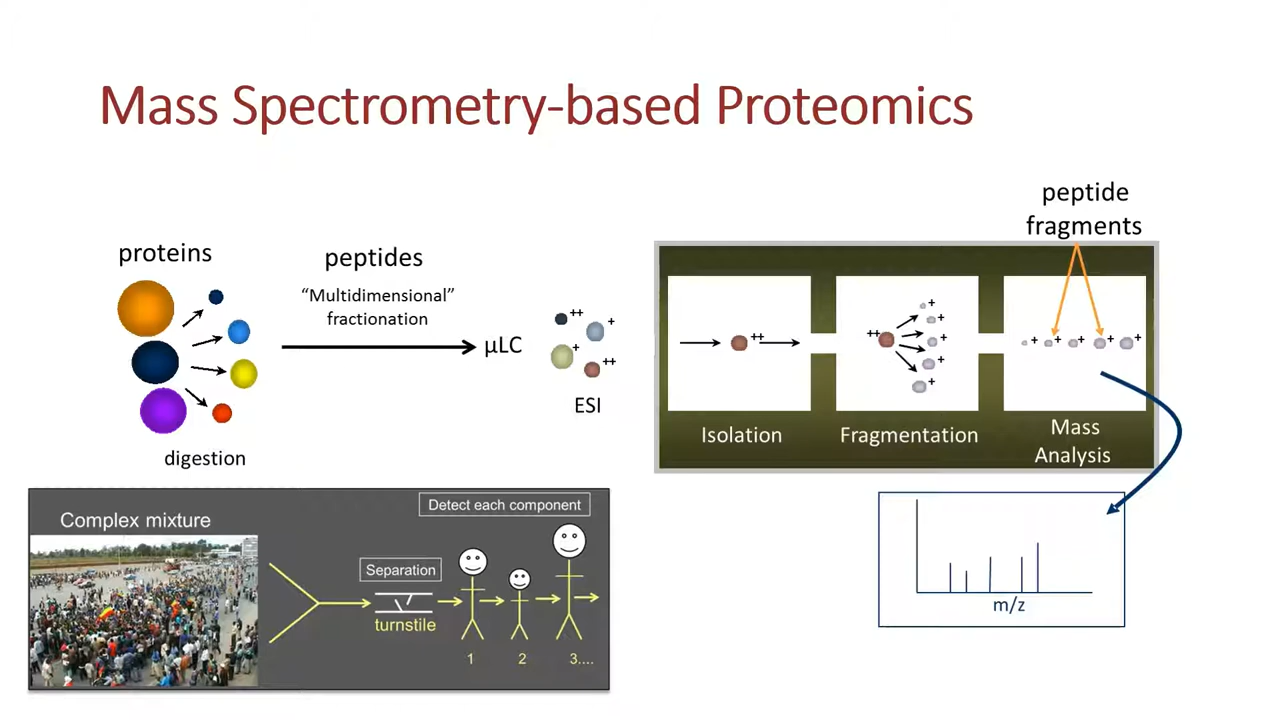 Mass Spectrometry-based Proteomics
proteins
digestion
peptides
“Multidimensional”
fractionation
µLC
++
+
+
++
ESI
peptide
fragments
++
++
+
+
+
+
+
+
+
+
+
+
Isolation
Fragmentation
Mass
Analysis
m/z
Complex mixture
Separation
turnstile
Detect each component
1
2
3....